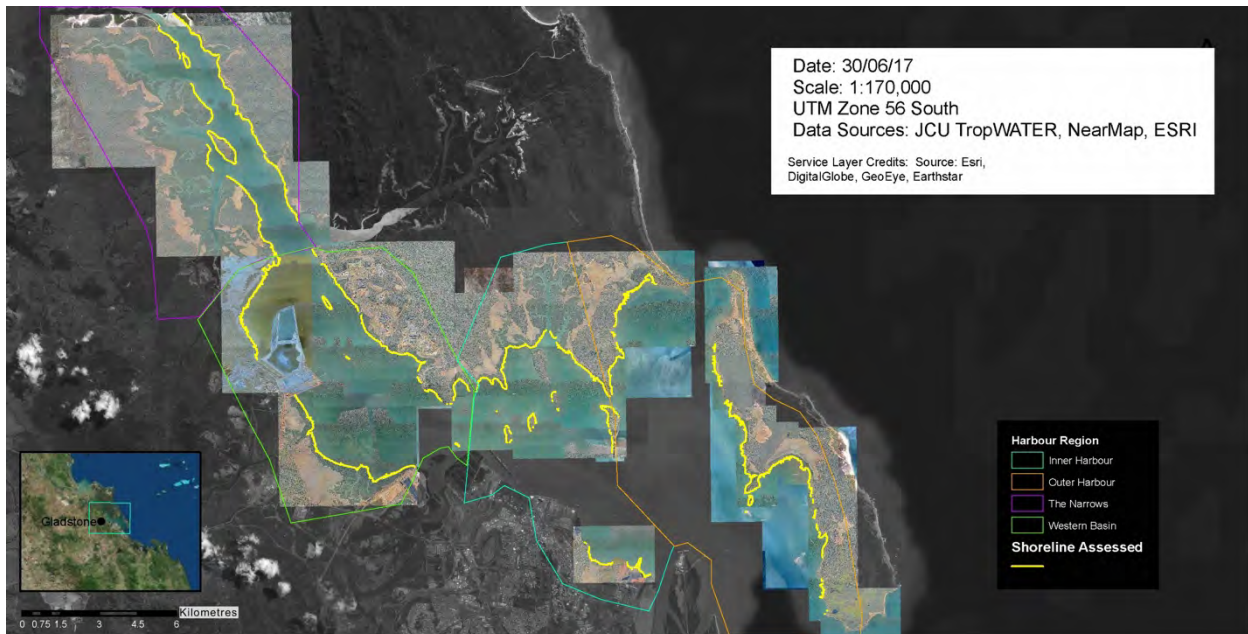 Date: 30/06/17
Scale: 1:170,000
UTM Zone 56 South
Data Sources: JCU TropWATER, NearMap, ESRI
Service Layer Credits: Source: Esri,
DigitalGlobe, GeoEye, Earthstar
Harbour Region
Inner Harbour
Outer Harbour
The Narrows
Western Basin
Shoreline Assessed
Gladstone
Kilometres
0 0.75 1.5 3 4.5 6